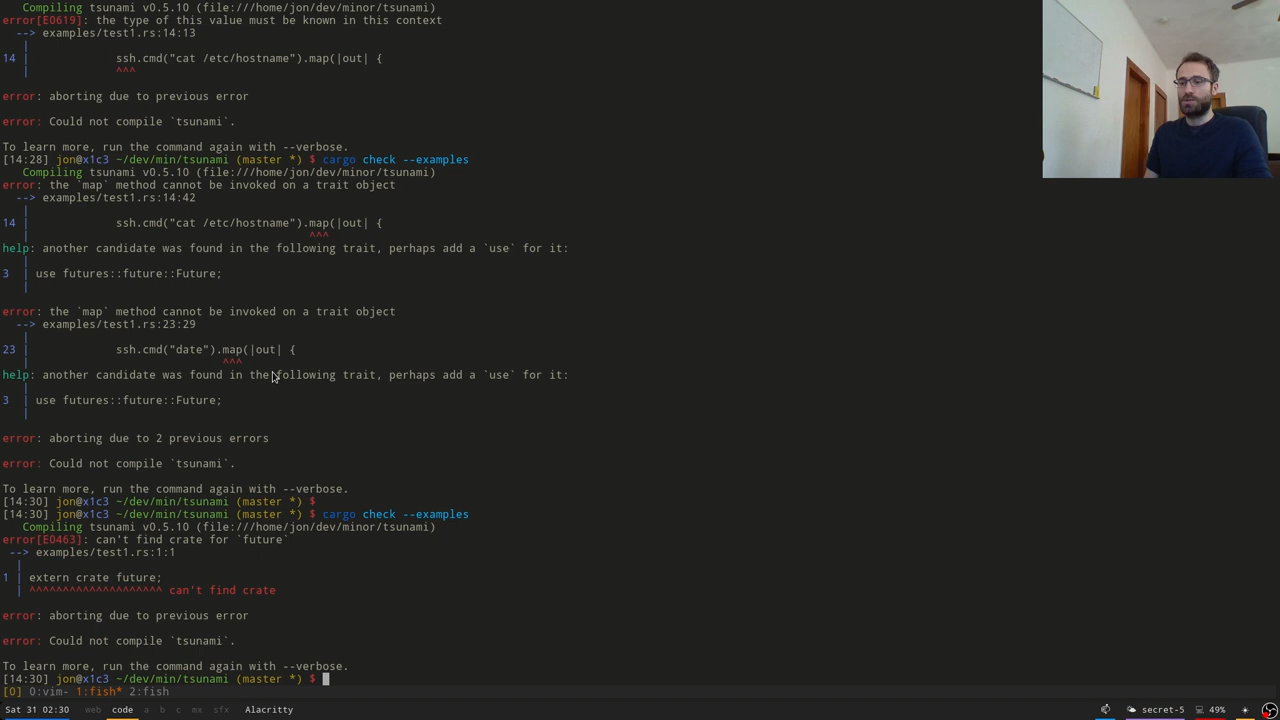 Compiling tsunami v0.5.10 (file:///home/jon/dev/minor/tsunami)
error[E0619]: the type of this value must be known in this context
--> examples/test1.rs:14:13
|
14 |             ssh.cmd("cat /etc/hostname").map(|out| {
|             ^^^
error: aborting due to previous error
error: Could not compile `tsunami`.
To learn more, run the command again with --verbose.
[14:28] jon@x1c3 ~/dev/min/tsunami (master *) $ cargo check --examples
Compiling tsunami v0.5.10 (file:///home/jon/dev/minor/tsunami)
error: the `map` method cannot be invoked on a trait object
--> examples/test1.rs:14:42
|
14 |             ssh.cmd("cat /etc/hostname").map(|out| {
|                                          ^^^
help: another candidate was found in the following trait, perhaps add a `use` for it:
|
3  | use futures::future::Future;
|
error: the `map` method cannot be invoked on a trait object
--> examples/test1.rs:23:29
|
23 |             ssh.cmd("date").map(|out| {
|                             ^^^
help: another candidate was found in the following trait, perhaps add a `use` for it:
|
3  | use futures::future::Future;
|
error: aborting due to 2 previous errors
error: Could not compile `tsunami`.
To learn more, run the command again with --verbose.
[14:30] jon@x1c3 ~/dev/min/tsunami (master *) $
[14:30] jon@x1c3 ~/dev/min/tsunami (master *) $ cargo check --examples
Compiling tsunami v0.5.10 (file:///home/jon/dev/minor/tsunami)
error[E0463]: can't find crate for `future`
--> examples/test1.rs:1:1
|
1 | extern crate future;
| ^^^^^^^^^^^^^^^^^^^^ can't find crate
error: aborting due to previous error
error: Could not compile `tsunami`.
To learn more, run the command again with --verbose.
[14:30] jon@x1c3 ~/dev/min/tsunami (master *) $
[0] 0:vim- 1:fish* 2:fish
Sat 31 02:30 web code a b c mx sfx Alacritty secret-5 49%